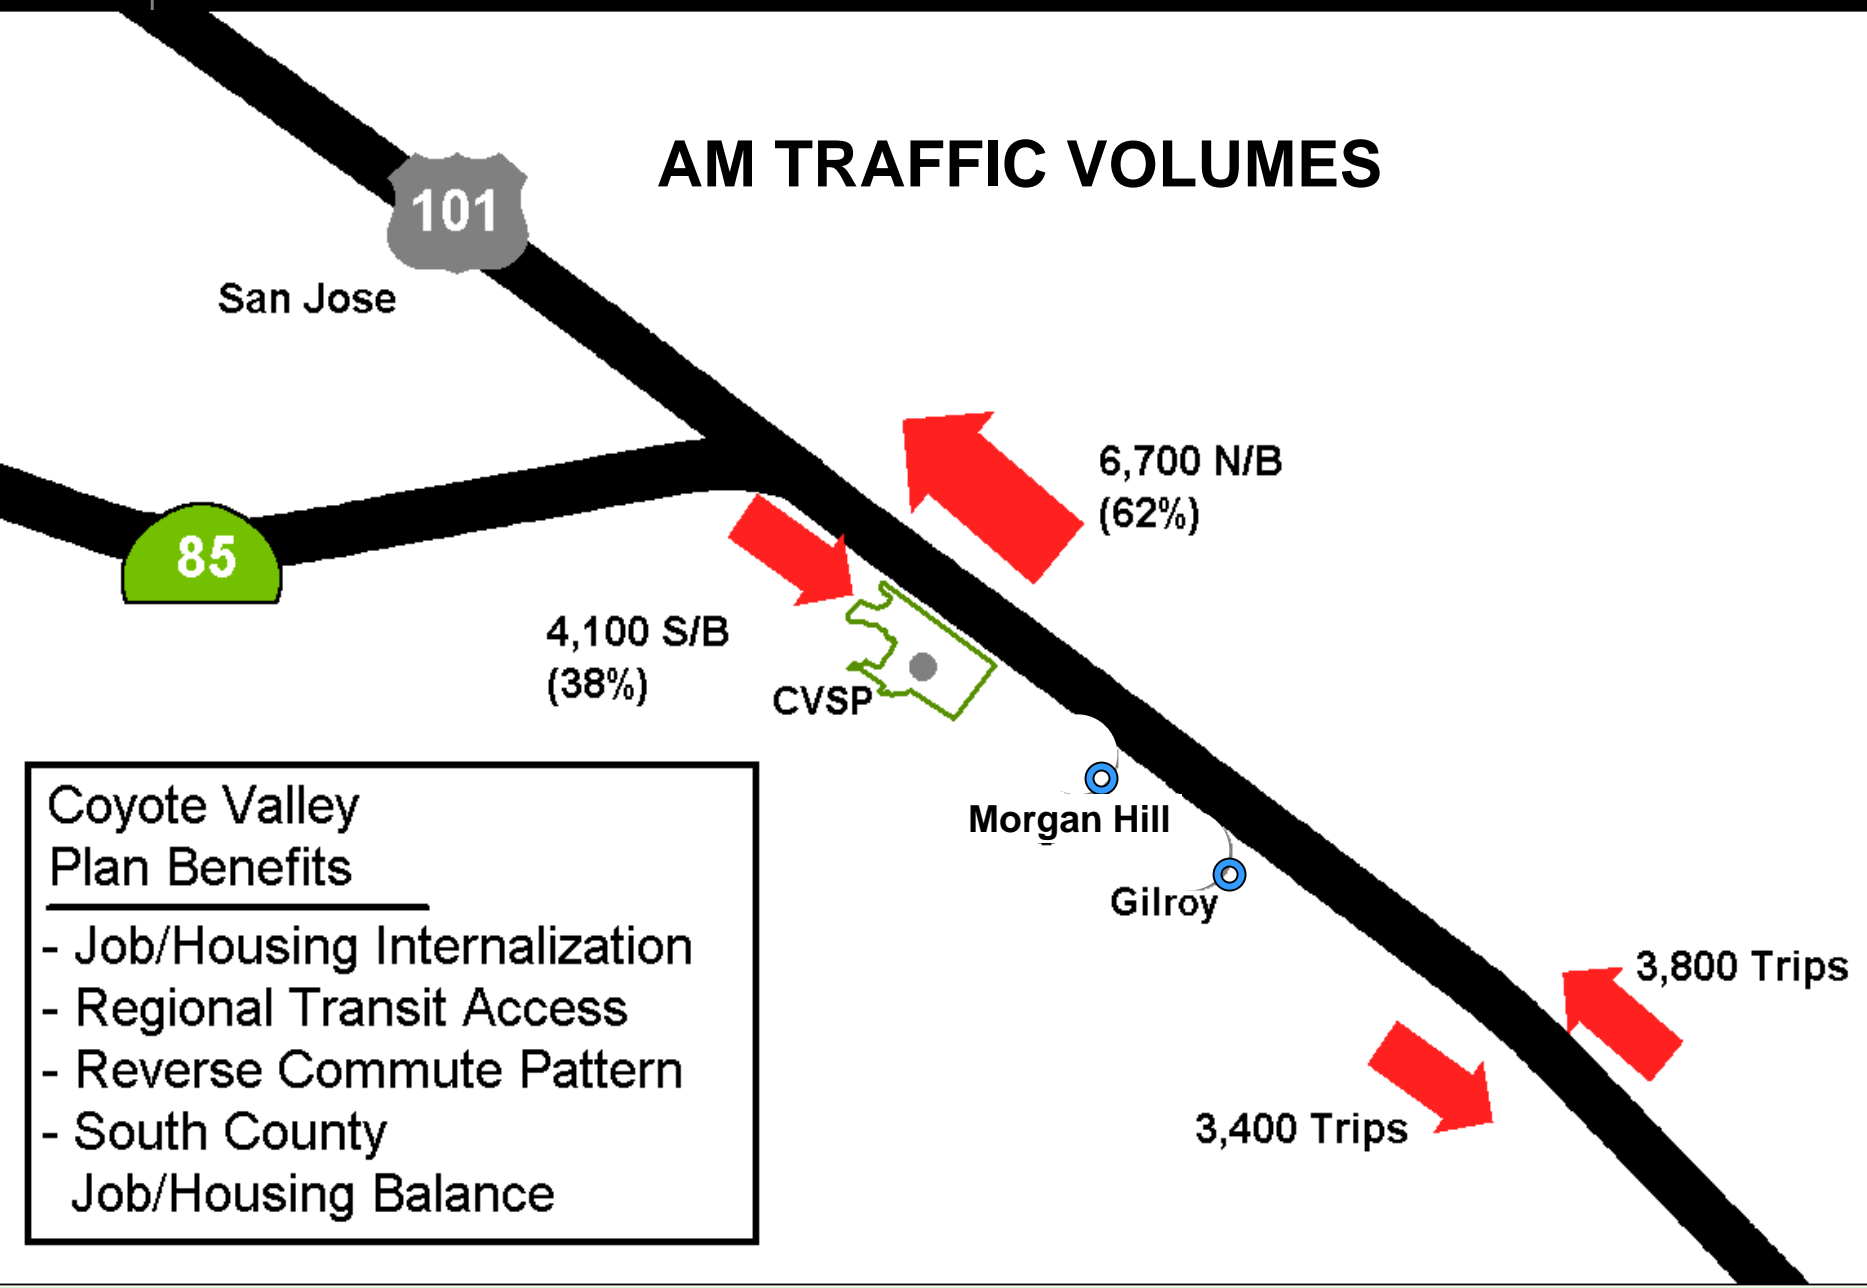 AM TRAFFIC VOLUMES
101
San Jose
6,700 N/B
(62%)
85
4,100 S/B
(38%)
CVSP
Morgan Hill
Gilroy
3,800 Trips
3,400 Trips
Coyote Valley
Plan Benefits
- Job/Housing Internalization
- Regional Transit Access
- Reverse Commute Pattern
- South County
Job/Housing Balance